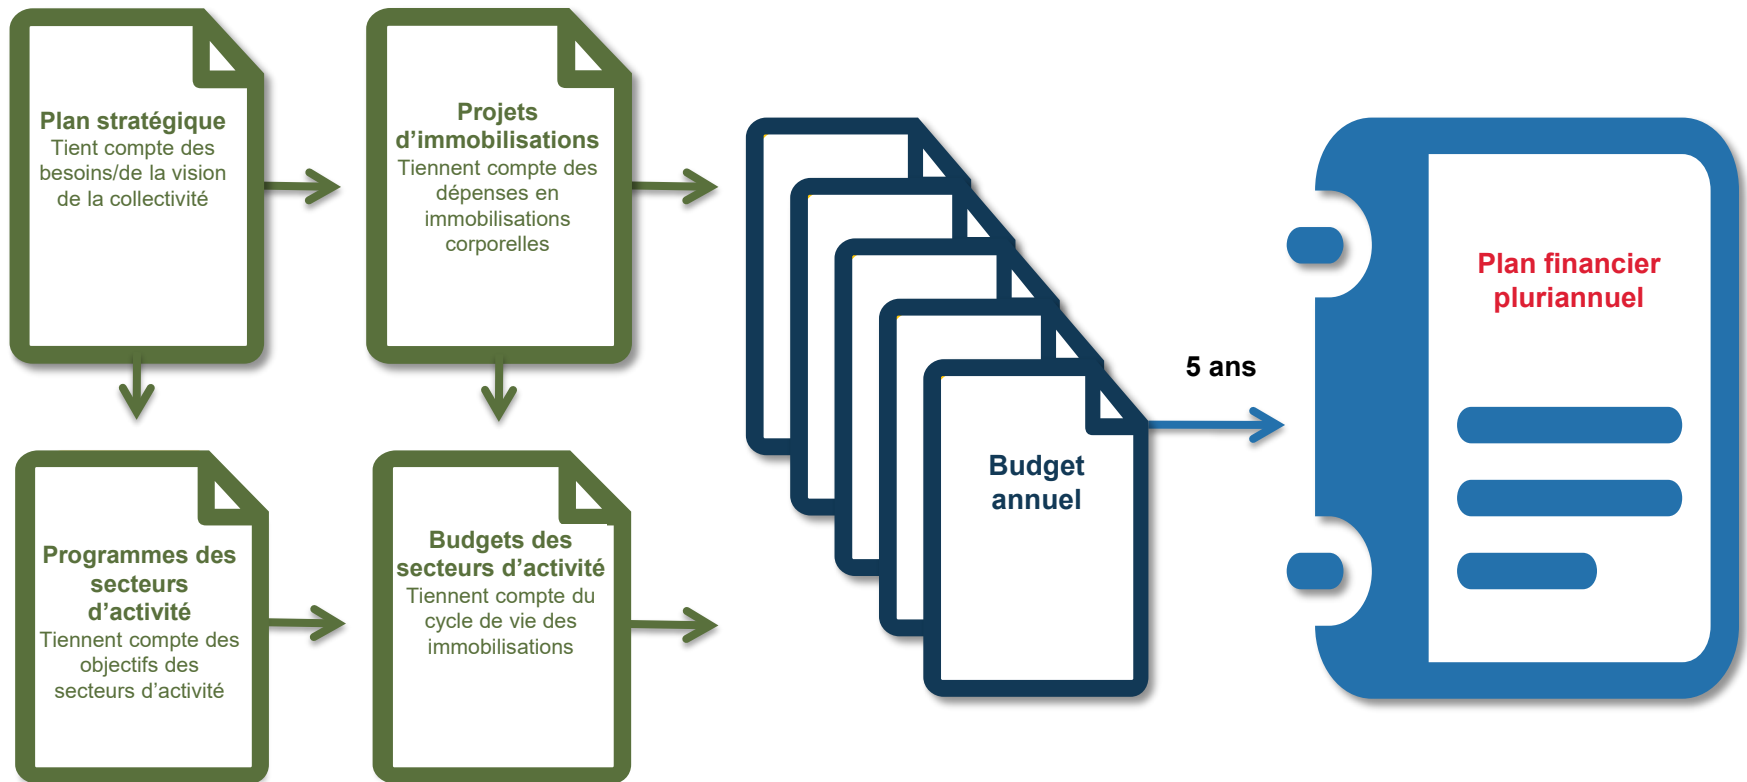 Plan stratégique
Tient compte des
besoins/de la vision
de la collectivité
Projets
d’immobilisations
Tiennent compte des
dépenses en
immobilisations
corporelles
Programmes des
secteurs
d’activité
Tiennent compte des
objectifs des
secteurs d’activité
Budgets des
secteurs d’activité
Tiennent compte du
cycle de vie des
immobilisations
Budget
annuel
5 ans
Plan financier
pluriannuel